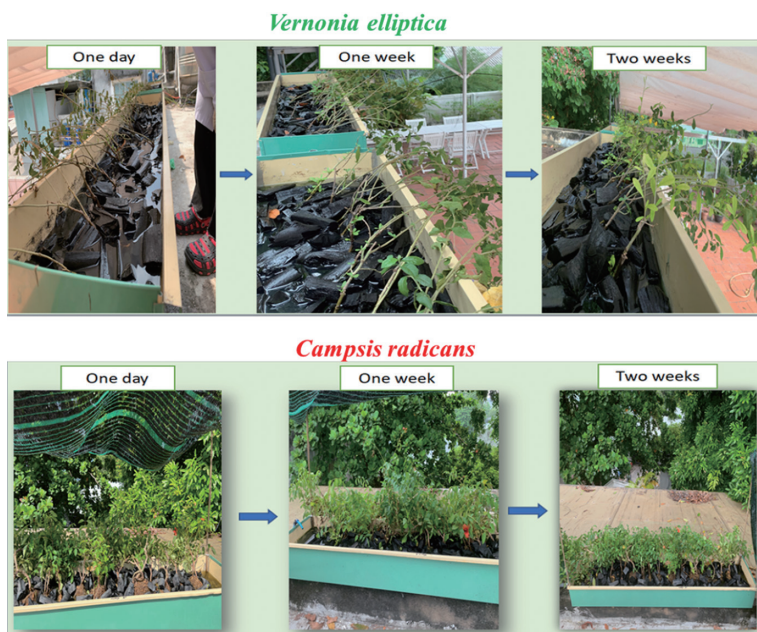 Vernonia elliptica
One day
One week
Two weeks
Campsis radicans
One day
One week
Two weeks